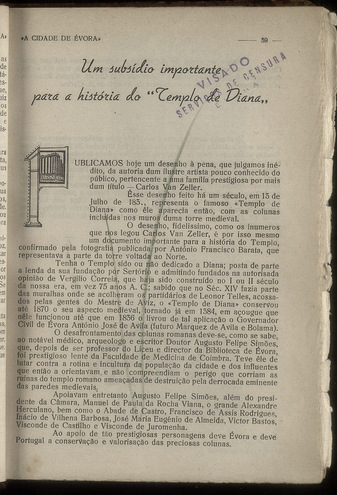 «A CIDADE DE ÉVORA»
59
Um subsídio importante
para a história do "Templo de Diana„
VISADO
SERVIÇO DE CENSURA
PUBLICAMOS hoje um desenho à pena, que julgamos iné-
dito, da autoria dum ilustre artista pouco conhecido do
público, pertencente a uma família prestigiosa por mais
dum título — Carlos Van Zeller.
Êsse desenho feito há um século, em 15 de
julho de 185., representa o famoso «Templo de
Diana» como êle parecia então, com as colunas
incluidas nos muros duma torre medieval.
O desenho, fidelíssimo, como os inumeros
que nos legou Carlos Van Zeller, é por isso mesmo
um documento importante para a história do Templo,
confirmado pela fotografia publicada por António Francisco Barata, que
representava a parte da torre voltada ao Norte.
Tenha o Templo sido ou não dedicado a Diana; posta de parte
a lenda da sua fundação por Sertório e admitindo fundados na autorisada
opinião de Vergílio Correia, que haja sido construido no I ou II século
da nossa era, em vez 75 anos A. C.; sabido que no Séc. XIV fazia parte
das muralhas onde se acolheram os partidários de Leonor Telles, acossa-
dos pelas gentes do Mestre de Aviz, o «Templo de Diana» conservou
até 1870 o seu aspecto medieval, tornado já em 1584, em açougue que
nêle funcionou até que em 1856 o livrou de tal aplicação o Governador
Civil de Évora António José de Avila (futuro Marquez de Avila e Bolama).
O desafrontamento das colunas romanas deve-se, como se sabe,
ao notável médico, arqueologo e escritor Doutor Augusto Felipe Simões,
que, depois de ser professor do Liceu e Director da Biblioteca de Évora,
foi prestigioso lente da Faculdade de Medicina de Coimbra. Teve êle de
lutar contra a rotina e incultura da população da cidade e dos influentes
que então a orientavam, e não compreendiam o perigo que corriam as
ruínas do templo romano ameaçadas de destruição pela derrocada eminente
das paredes medievais.
Apoiavam entretanto Augusto Felipe Simões, além do presi-
dente da Câmara, Manuel de Paula da Rocha Viana, o grande Alexandre
Herculano, bem como o Abade de Castro, Francisco de Assis Rodrigues,
Inácio de Vilhena Barbosa, José Maria Eugénio de Almeida, Victor Bastos,
Visconde de Castilho e Visconde de Juromenha.
Ao apoio de tão prestigiosas personagens deve Évora e deve
Portugal a conservação e valorisação das preciosas colunas.